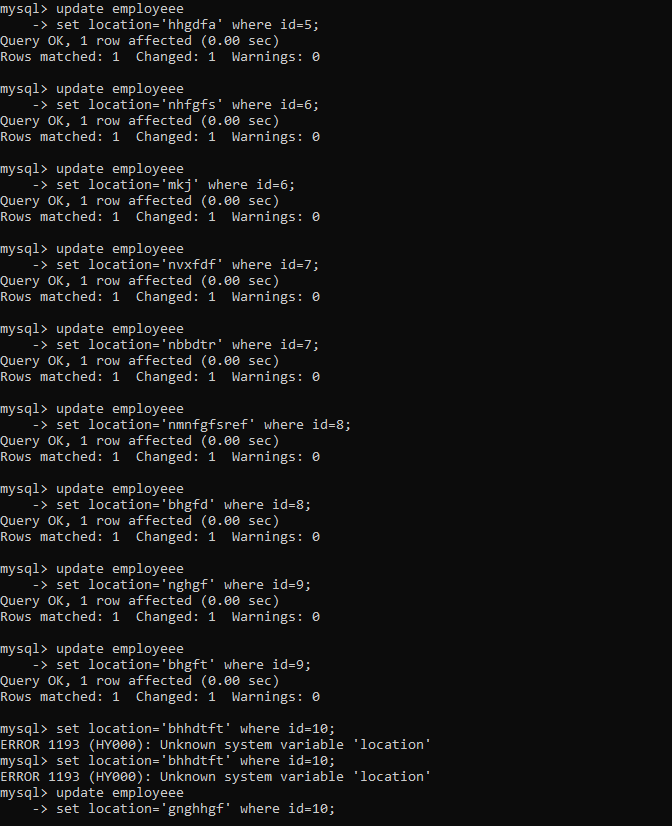 mysql> update employeee
    -> set location='hhgdfa' where id=5;
Query OK, 1 row affected (0.00 sec)
Rows matched: 1  Changed: 1  Warnings: 0

mysql> update employeee
    -> set location='nhfgfs' where id=6;
Query OK, 1 row affected (0.00 sec)
Rows matched: 1  Changed: 1  Warnings: 0

mysql> update employeee
    -> set location='mkj' where id=6;
Query OK, 1 row affected (0.00 sec)
Rows matched: 1  Changed: 1  Warnings: 0

mysql> update employeee
    -> set location='nvxfdf' where id=7;
Query OK, 1 row affected (0.00 sec)
Rows matched: 1  Changed: 1  Warnings: 0

mysql> update employeee
    -> set location='nbbdtr' where id=7;
Query OK, 1 row affected (0.00 sec)
Rows matched: 1  Changed: 1  Warnings: 0

mysql> update employeee
    -> set location='nmnfgfsref' where id=8;
Query OK, 1 row affected (0.00 sec)
Rows matched: 1  Changed: 1  Warnings: 0

mysql> update employeee
    -> set location='bhgfd' where id=8;
Query OK, 1 row affected (0.00 sec)
Rows matched: 1  Changed: 1  Warnings: 0

mysql> update employeee
    -> set location='nghgf' where id=9;
Query OK, 1 row affected (0.00 sec)
Rows matched: 1  Changed: 1  Warnings: 0

mysql> update employeee
    -> set location='bhgft' where id=9;
Query OK, 1 row affected (0.00 sec)
Rows matched: 1  Changed: 1  Warnings: 0

mysql> set location='bhhdtft' where id=10;
ERROR 1193 (HY000): Unknown system variable 'location'
mysql> set location='bhhdtft' where id=10;
ERROR 1193 (HY000): Unknown system variable 'location'
mysql> update employeee
    -> set location='gnghhgf' where id=10;